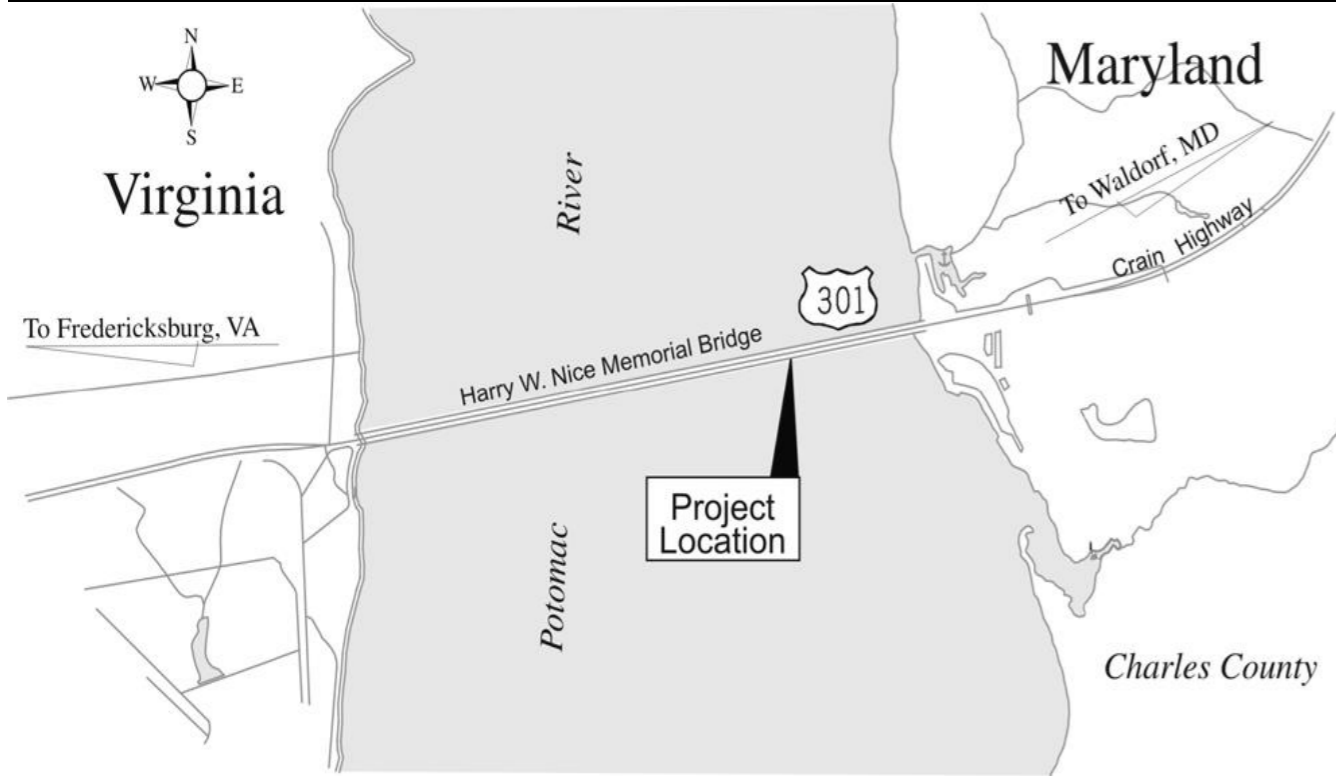 N
W
E
S
Virginia
Maryland
River
To Waldorf, MD
Crain Highway
301
To Fredericksburg, VA
Harry W. Nice Memorial Bridge
Project
Location
Potomac
Charles County